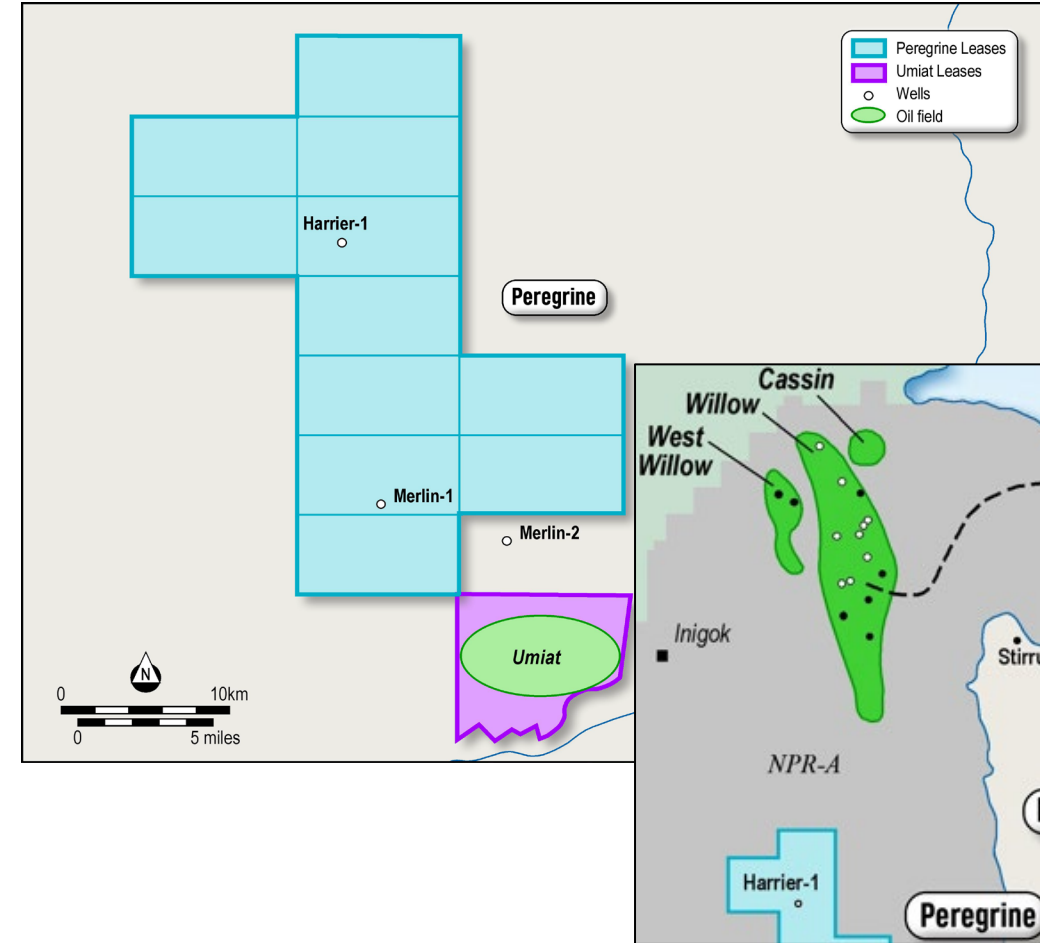 Peregrine Leases
Umiat Leases
Wells
Oil field
Harrier-1
Peregrine
Merlin-1
Merlin-2
Umiat
N
0 10km
0 5 miles
Cassin
Willow
West
Willow
Inigok
NPR-A
Harrier-1
Peregrine